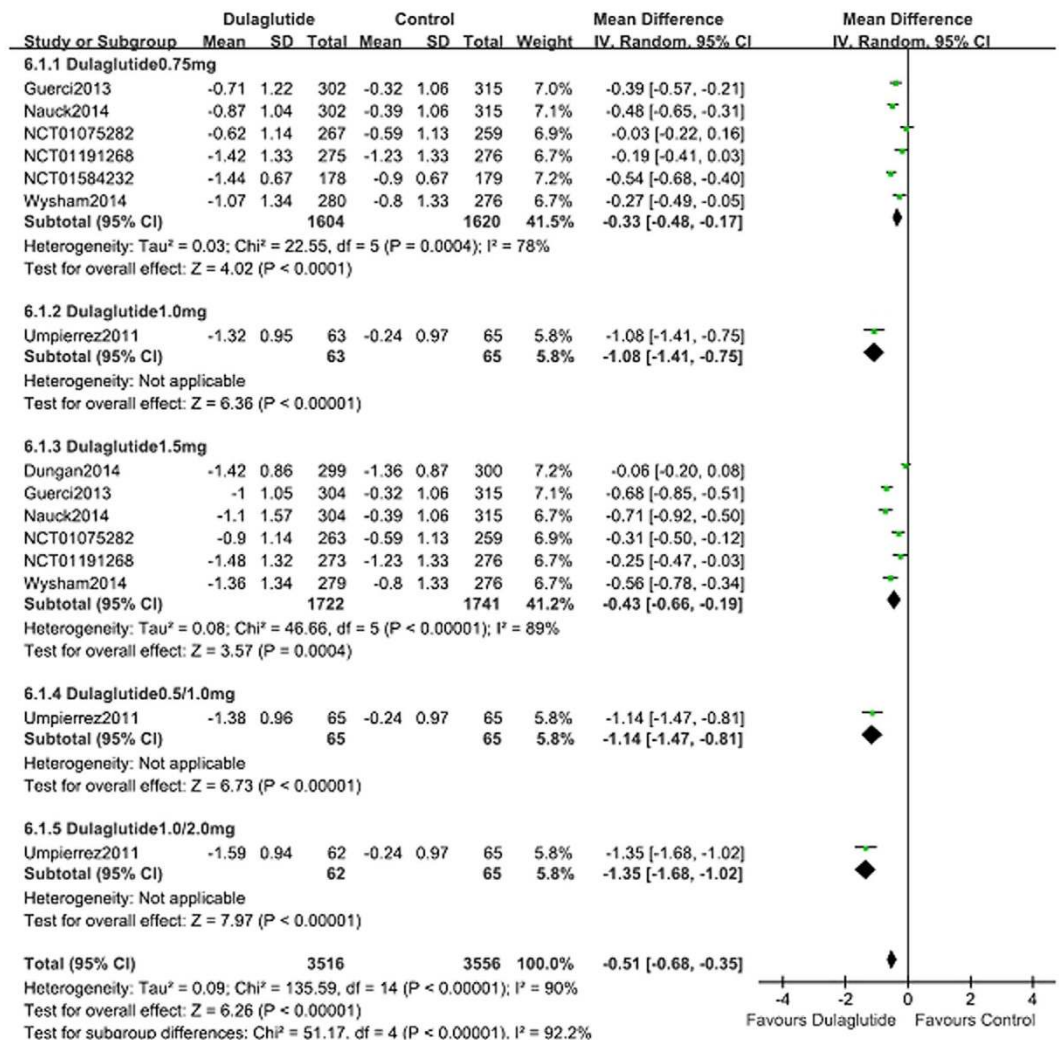 Dulaglutide Control Mean Difference Mean Difference
Study or Subgroup Mean SD Total Mean SD Total Weight IV, Random, 95% CI IV, Random, 95% CI
6.1.1 Dulaglutide0.75mg
Guerci2013 -0.71 1.22 302 -0.32 1.06 315 7.0% -0.39 [-0.57, -0.21]
Nauck2014 -0.87 1.04 302 -0.39 1.06 315 7.1% -0.48 [-0.65, -0.31]
NCT01075282 -0.62 1.14 267 -0.59 1.13 259 6.9% -0.03 [-0.22, 0.16]
NCT01191268 -1.42 1.33 275 -1.23 1.33 276 6.7% -0.19 [-0.41, 0.03]
NCT01584232 -1.44 0.67 178 -0.9 0.67 179 7.2% -0.54 [-0.68, -0.40]
Wysham2014 -1.07 1.34 280 -0.8 1.33 276 6.7% -0.27 [-0.49, -0.05]
Subtotal (95% CI) 1604 1620 41.5% -0.33 [-0.48, -0.17]
Heterogeneity: Tau² = 0.03; Chi² = 22.55, df = 5 (P = 0.0004); I² = 78%
Test for overall effect: Z = 4.02 (P < 0.0001)
6.1.2 Dulaglutide1.0mg
Umpierrez2011 -1.32 0.95 63 -0.24 0.97 65 5.8% -1.08 [-1.41, -0.75]
Subtotal (95% CI) 63 65 5.8% -1.08 [-1.41, -0.75]
Heterogeneity: Not applicable
Test for overall effect: Z = 6.36 (P < 0.00001)
6.1.3 Dulaglutide1.5mg
Dungan2014 -1.42 0.86 299 -1.36 0.87 300 7.2% -0.06 [-0.20, 0.08]
Guerci2013 -1 1.05 304 -0.32 1.06 315 7.1% -0.68 [-0.85, -0.51]
Nauck2014 -1.1 1.57 304 -0.39 1.06 315 6.7% -0.71 [-0.92, -0.50]
NCT01075282 -0.9 1.14 263 -0.59 1.13 259 6.9% -0.31 [-0.50, -0.12]
NCT01191268 -1.48 1.32 273 -1.23 1.33 276 6.7% -0.25 [-0.47, -0.03]
Wysham2014 -1.36 1.34 279 -0.8 1.33 276 6.7% -0.56 [-0.78, -0.34]
Subtotal (95% CI) 1722 1741 41.2% -0.43 [-0.66, -0.19]
Heterogeneity: Tau² = 0.08; Chi² = 46.66, df = 5 (P < 0.00001); I² = 89%
Test for overall effect: Z = 3.57 (P = 0.0004)
6.1.4 Dulaglutide0.5/1.0mg
Umpierrez2011 -1.38 0.96 65 -0.24 0.97 65 5.8% -1.14 [-1.47, -0.81]
Subtotal (95% CI) 65 65 5.8% -1.14 [-1.47, -0.81]
Heterogeneity: Not applicable
Test for overall effect: Z = 6.73 (P < 0.00001)
6.1.5 Dulaglutide1.0/2.0mg
Umpierrez2011 -1.59 0.94 62 -0.24 0.97 65 5.8% -1.35 [-1.68, -1.02]
Subtotal (95% CI) 62 65 5.8% -1.35 [-1.68, -1.02]
Heterogeneity: Not applicable
Test for overall effect: Z = 7.97 (P < 0.00001)
Total (95% CI) 3516 3556 100.0% -0.51 [-0.68, -0.35]
Heterogeneity: Tau² = 0.09; Chi² = 135.59, df = 14 (P < 0.00001); I² = 90%
Test for overall effect: Z = 6.26 (P < 0.00001)
Test for subgroup differences: Chi² = 51.17, df = 4 (P < 0.00001), I² = 92.2%
-4 -2 0 2 4
Favours Dulaglutide Favours Control